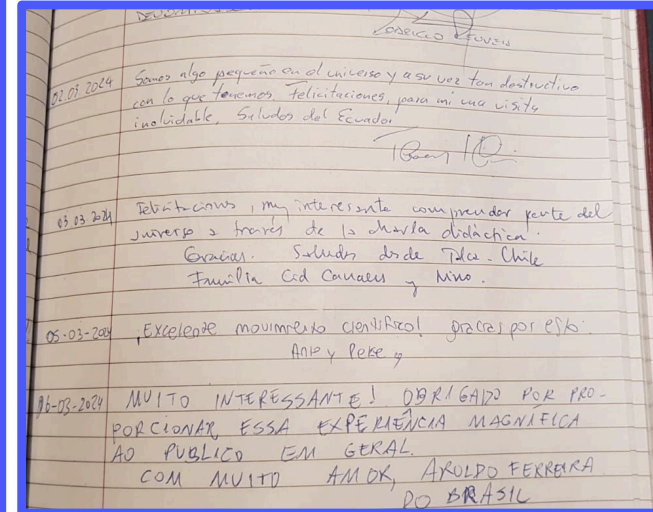 02.03.2024 Somos algo pequeño en el universo y a su vez tan destructivo
con lo que tenemos. Felicitaciones, para mi una visita
inolvidable, Saludos del Ecuador
03.03.2024 Felicitaciones, muy interesante comprender parte del
universo a través de la charla didáctica.
Gracias. Saludos desde Talca - Chile
Familia Cid Canales y Nino.
05-03-2024 ¡Excelente movimiento científico! gracias por esto.
y Peke
06-03-2024 MUITO INTERESSANTE! OBRIGADO POR PRO-
PORCIONAR ESSA EXPERIÊNCIA MAGNÍFICA
AO PUBLICO EM GERAL.
COM MUITO AMOR, AROLDO FERREIRA
DO BRASIL